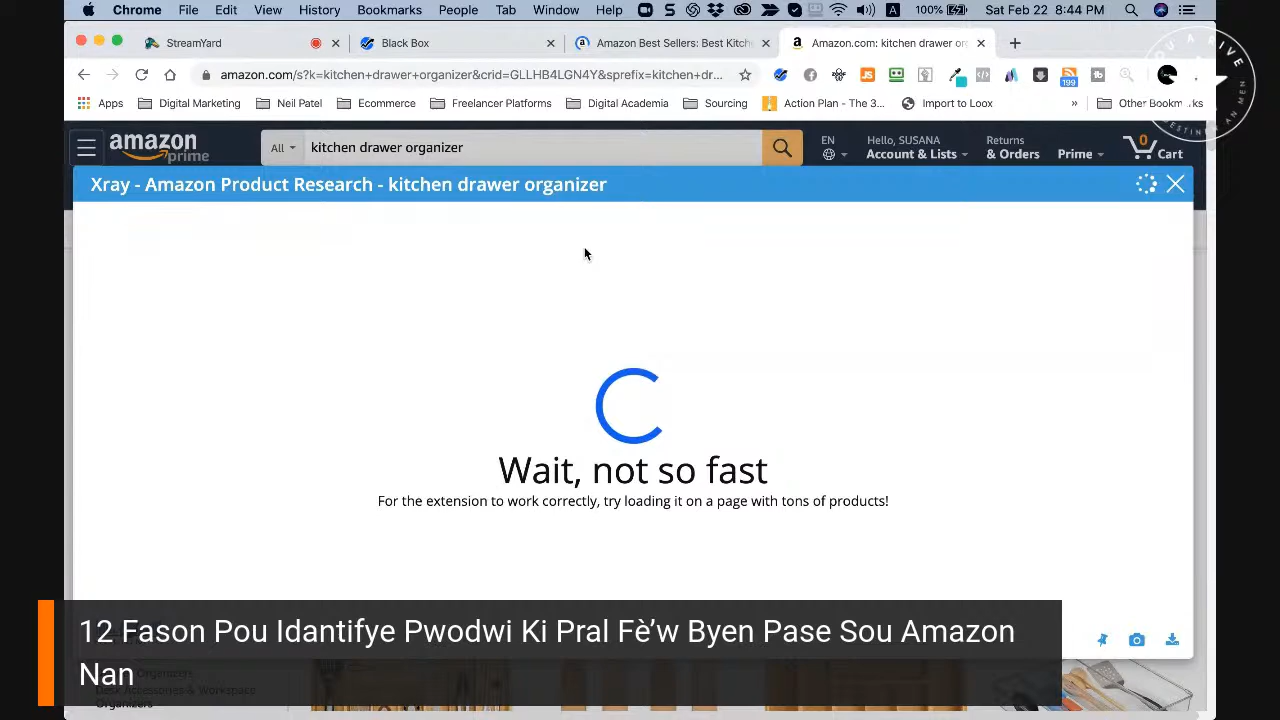 Chrome File Edit View History Bookmarks People Tab Window Help 100% Sat Feb 22 8:44 PM
StreamYard Black Box Amazon Best Sellers: Best Kitch Amazon.com: kitchen drawer or
amazon.com/s?k=kitchen+drawer+organizer&crid=GLLHB4LGN4Y&sprefix=kitchen+dr... 199
Apps Digital Marketing Neil Patel Ecommerce Freelancer Platforms Digital Academia Sourcing Action Plan - The 3... Import to Loox » Other Bookm ks
amazon prime All kitchen drawer organizer EN Hello, SUSANA Account & Lists Returns & Orders Prime 0 Cart
Xray - Amazon Product Research - kitchen drawer organizer
Wait, not so fast
For the extension to work correctly, try loading it on a page with tons of products!
12 Fason Pou Idantifye Pwodwi Ki Pral Fè’w Byen Pase Sou Amazon
Nan
Organizers
Desk Accessories & Workspace
Organizers